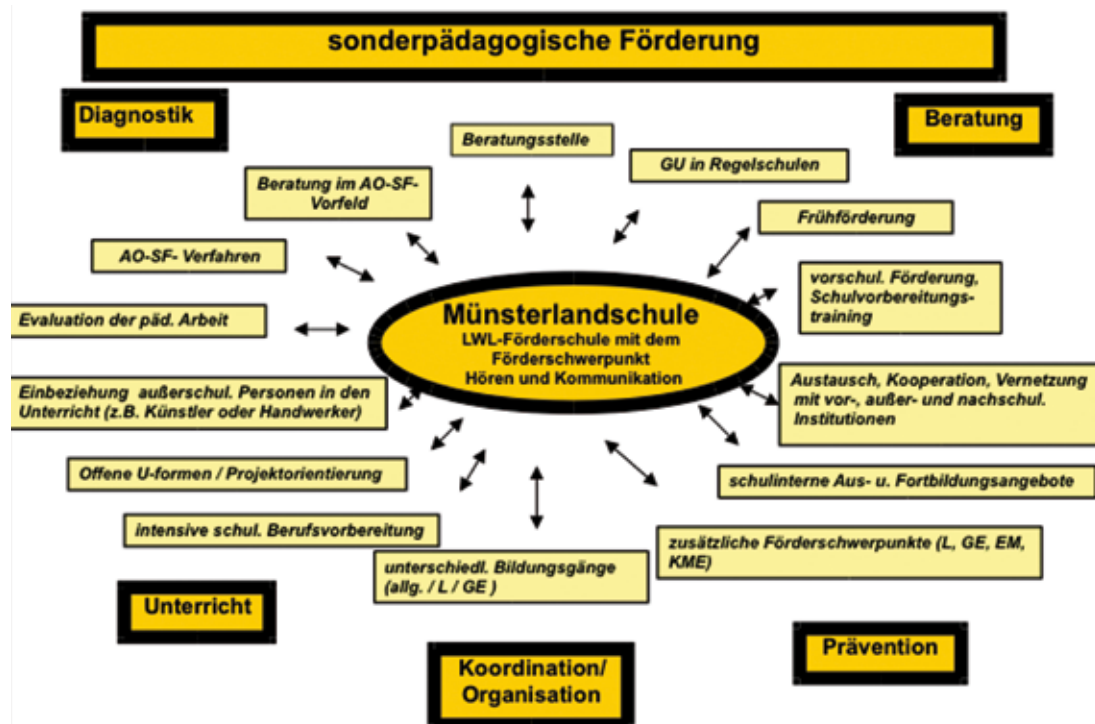 sonderpädagogische Förderung
Diagnostik
Beratung
Beratungsstelle
GU in Regelschulen
Beratung im AO-SF-
Vorfeld
Frühförderung
AO-SF- Verfahren
vorschul. Förderung,
Schulvorbereitungs-
training
Evaluation der päd. Arbeit
Münsterlandschule
LWL-Förderschule mit dem
Förderschwerpunkt
Hören und Kommunikation
Einbeziehung außerschul. Personen in den
Unterricht (z.B. Künstler oder Handwerker)
Austausch, Kooperation, Vernetzung
mit vor-, außer- und nachschul.
Institutionen
Offene U-formen / Projektorientierung
schulinterne Aus- u. Fortbildungsangebote
intensive schul. Berufsvorbereitung
zusätzliche Förderschwerpunkte (L, GE, EM,
KME)
unterschiedl. Bildungsgänge
(allg. / L / GE )
Unterricht
Prävention
Koordination/
Organisation